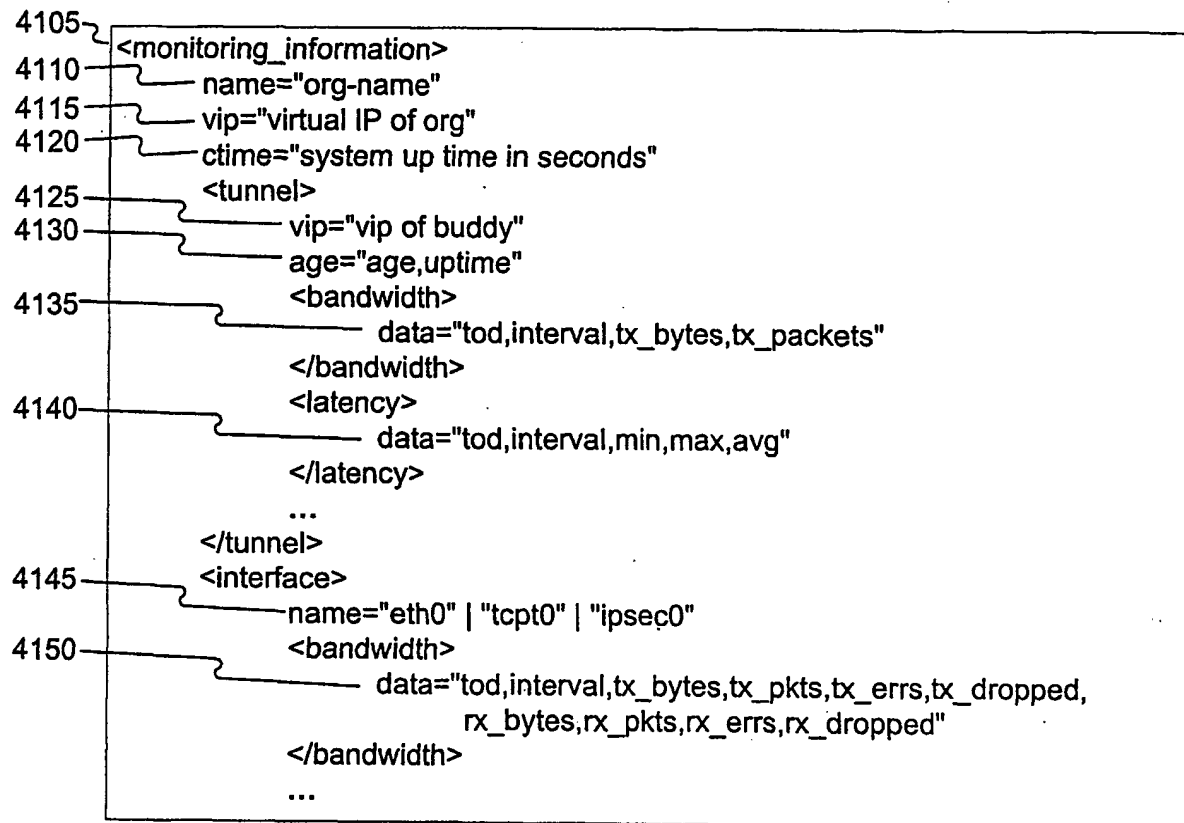 4105
<monitoring_information>
4110
name="org-name"
4115
vip="virtual IP of org"
4120
ctime="system up time in seconds"
<tunnel>
4125
vip="vip of buddy"
4130
age="age,uptime"
<bandwidth>
4135
data="tod,interval,tx_bytes,tx_packets"
</bandwidth>
<latency>
4140
data="tod,interval,min,max,avg"
</latency>
...
</tunnel>
<interface>
4145
name="eth0" | "tcpt0" | "ipsec0"
<bandwidth>
4150
data="tod,interval,tx_bytes,tx_pkts,tx_errs,tx_dropped,
rx_bytes,rx_pkts,rx_errs,rx_dropped"
</bandwidth>
...